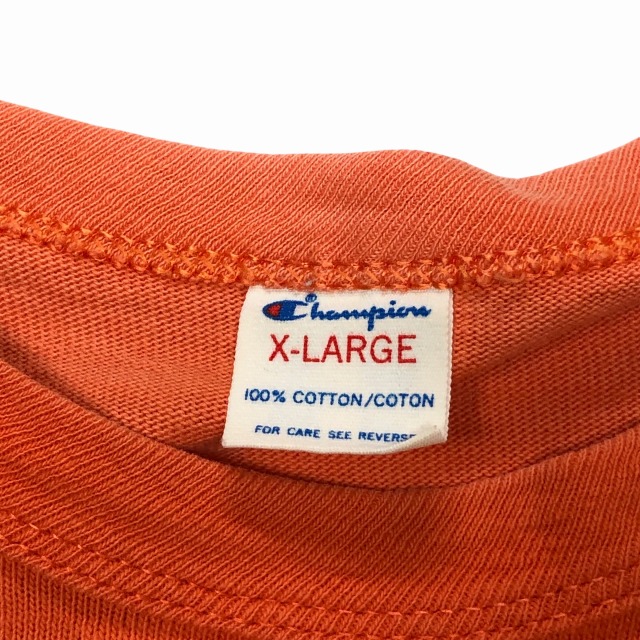 Champion®
X-LARGE
100% COTTON/COTON
FOR CARE SEE REVERSE